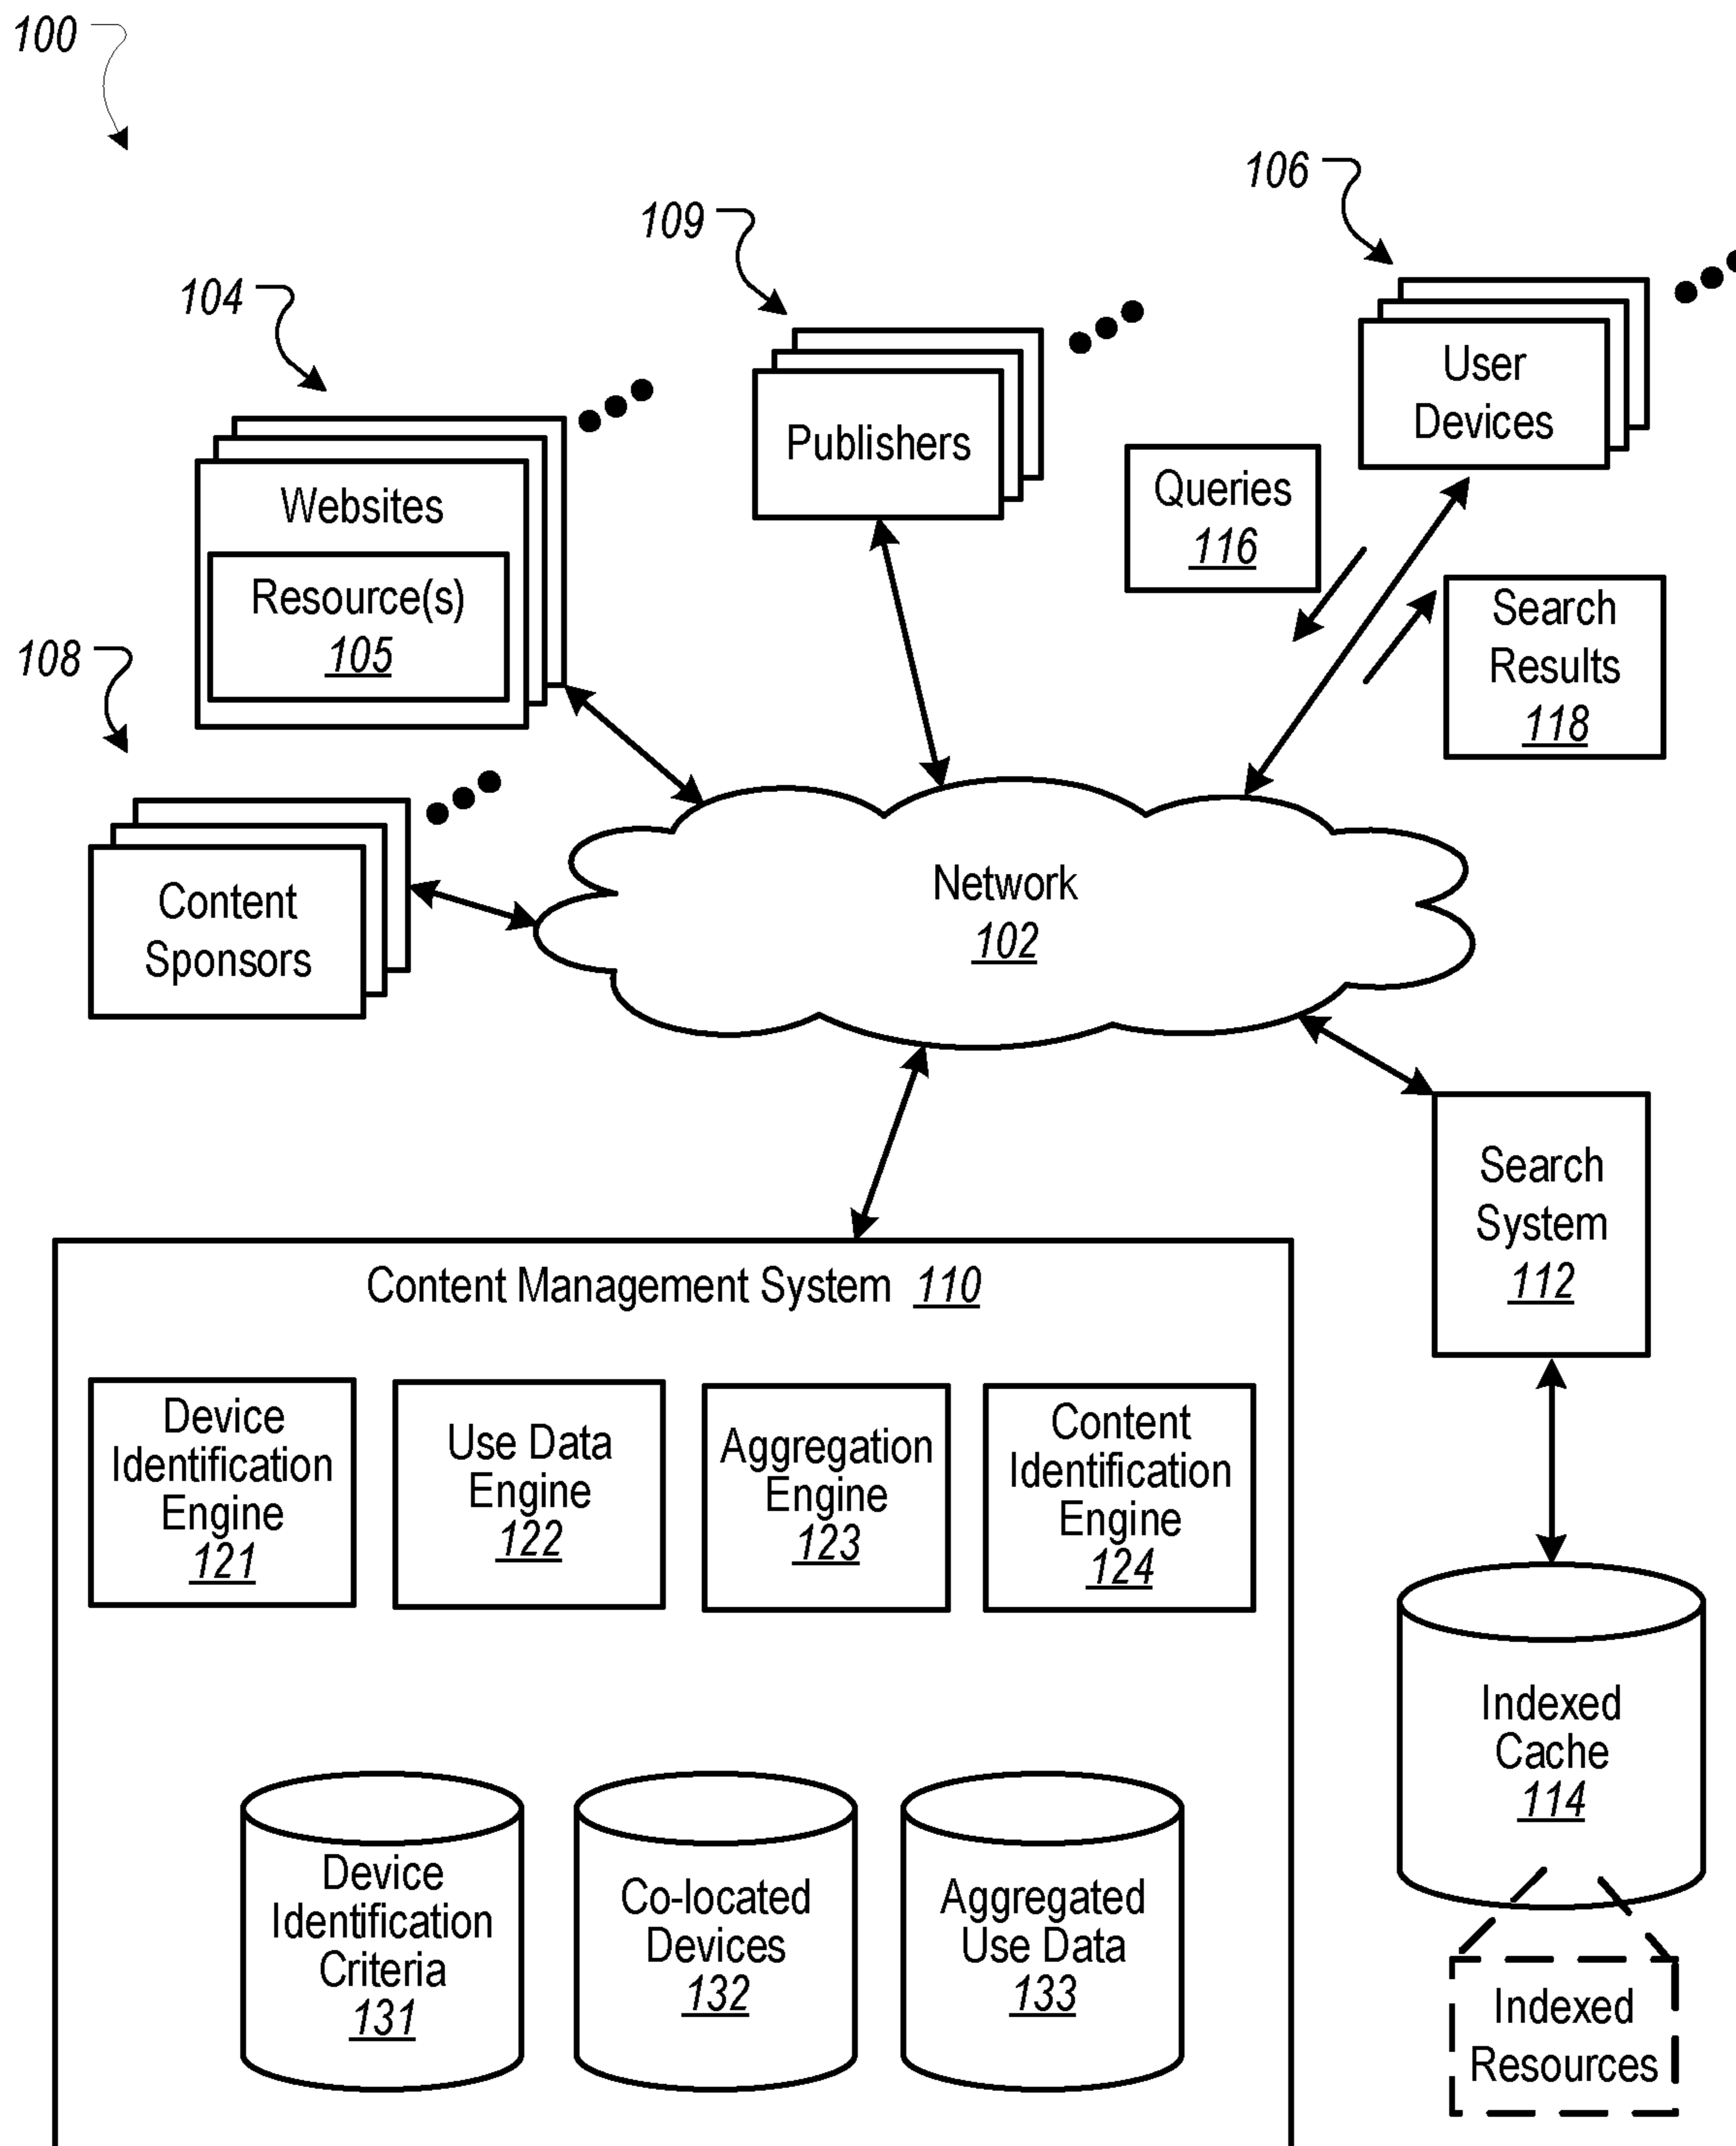 100
106
109
104
User
Devices
Publishers
Queries
116
Websites
Resource(s)
105
Search
Results
118
108
Content
Sponsors
Network
102
Search
System
112
Content Management System 110
Device
Identification
Engine
121
Use Data
Engine
122
Aggregation
Engine
123
Content
Identification
Engine
124
Indexed
Cache
114
Device
Identification
Criteria
131
Co-located
Devices
132
Aggregated
Use Data
133
Indexed
Resources